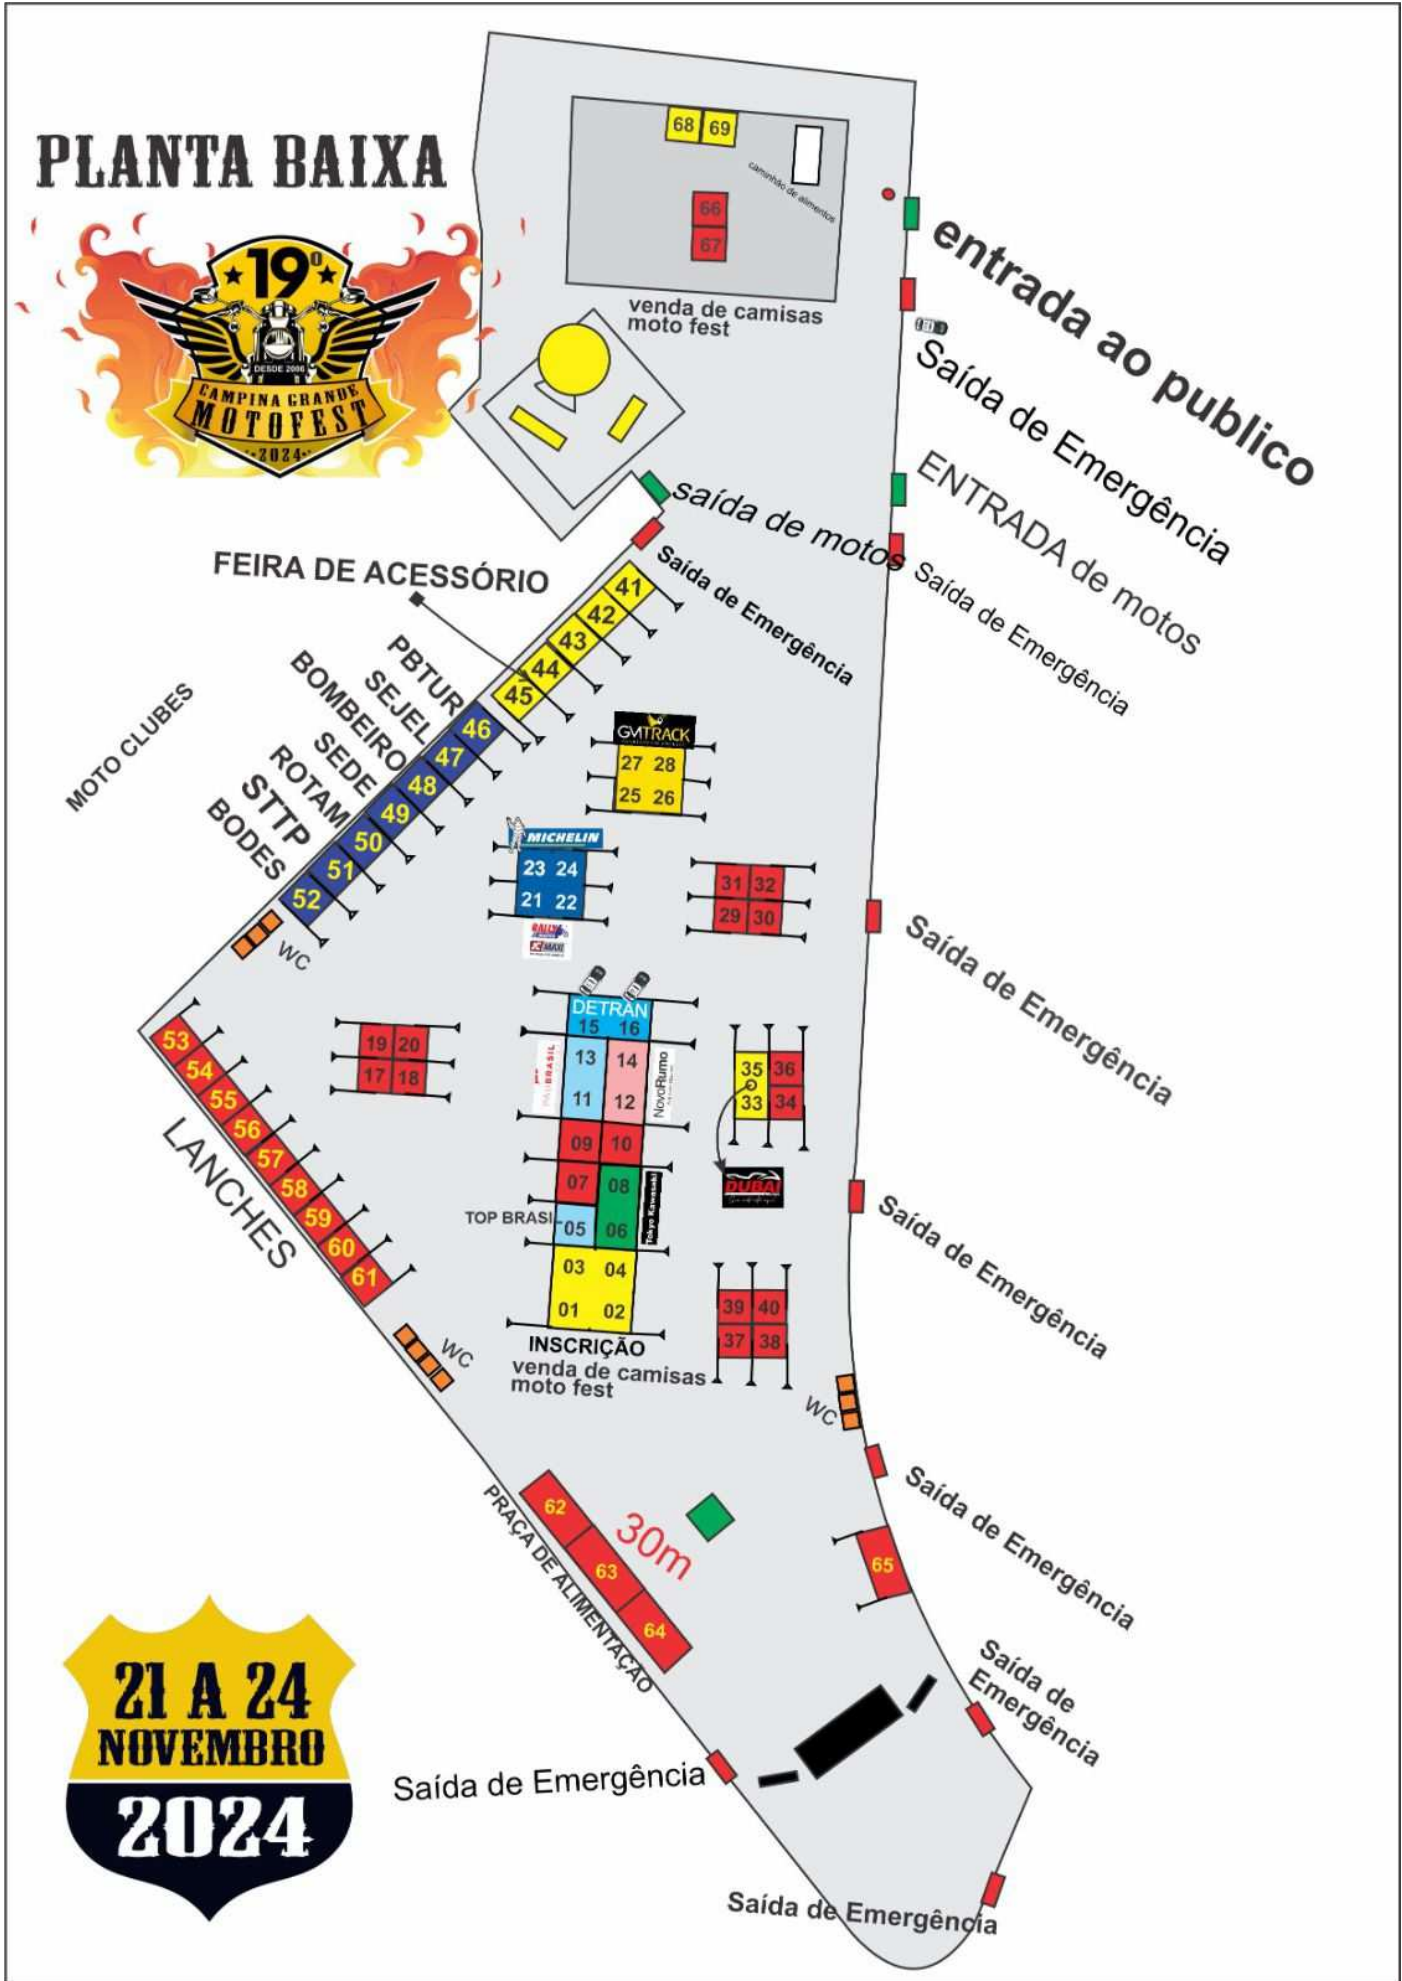 PLANTA BAIXA
19º
DESDE 2006
CAMPINA GRANDE
MOTOFEST
2024
68 69
caminhão de alimentos
66
67
venda de camisas
moto fest
entrada ao publico
Saída de Emergência
ENTRADA de motos
saída de motos
Saída de Emergência
Saída de Emergência
FEIRA DE ACESSÓRIO
41
42
43
44
45
PBTUR
SEJEL
BOMBEIRO
SEDE
ROTAM
STTP
BODES
46
47
48
49
50
51
52
MOTO CLUBES
WC
GMTRACK
27 28
25 26
MICHELIN
23 24
21 22
RALLY
MAXI
31 32
29 30
Saída de Emergência
DETRAN
15 16
13 14
11 12
BRASIL
NovoRumo
09 10
07 08
TOP BRASIL
05 06
Tokyo Kawasaki
03 04
01 02
INSCRIÇÃO
venda de camisas
moto fest
19 20
17 18
35 36
33 34
DUBAI
53
54
55
56
57
58
59
60
61
LANCHES
WC
39 40
37 38
Saída de Emergência
WC
Saída de Emergência
62
63
64
30m
PRAÇA DE ALIMENTAÇÃO
65
Saída de
Emergência
Saída de Emergência
Saída de Emergência
21 A 24
NOVEMBRO
2024